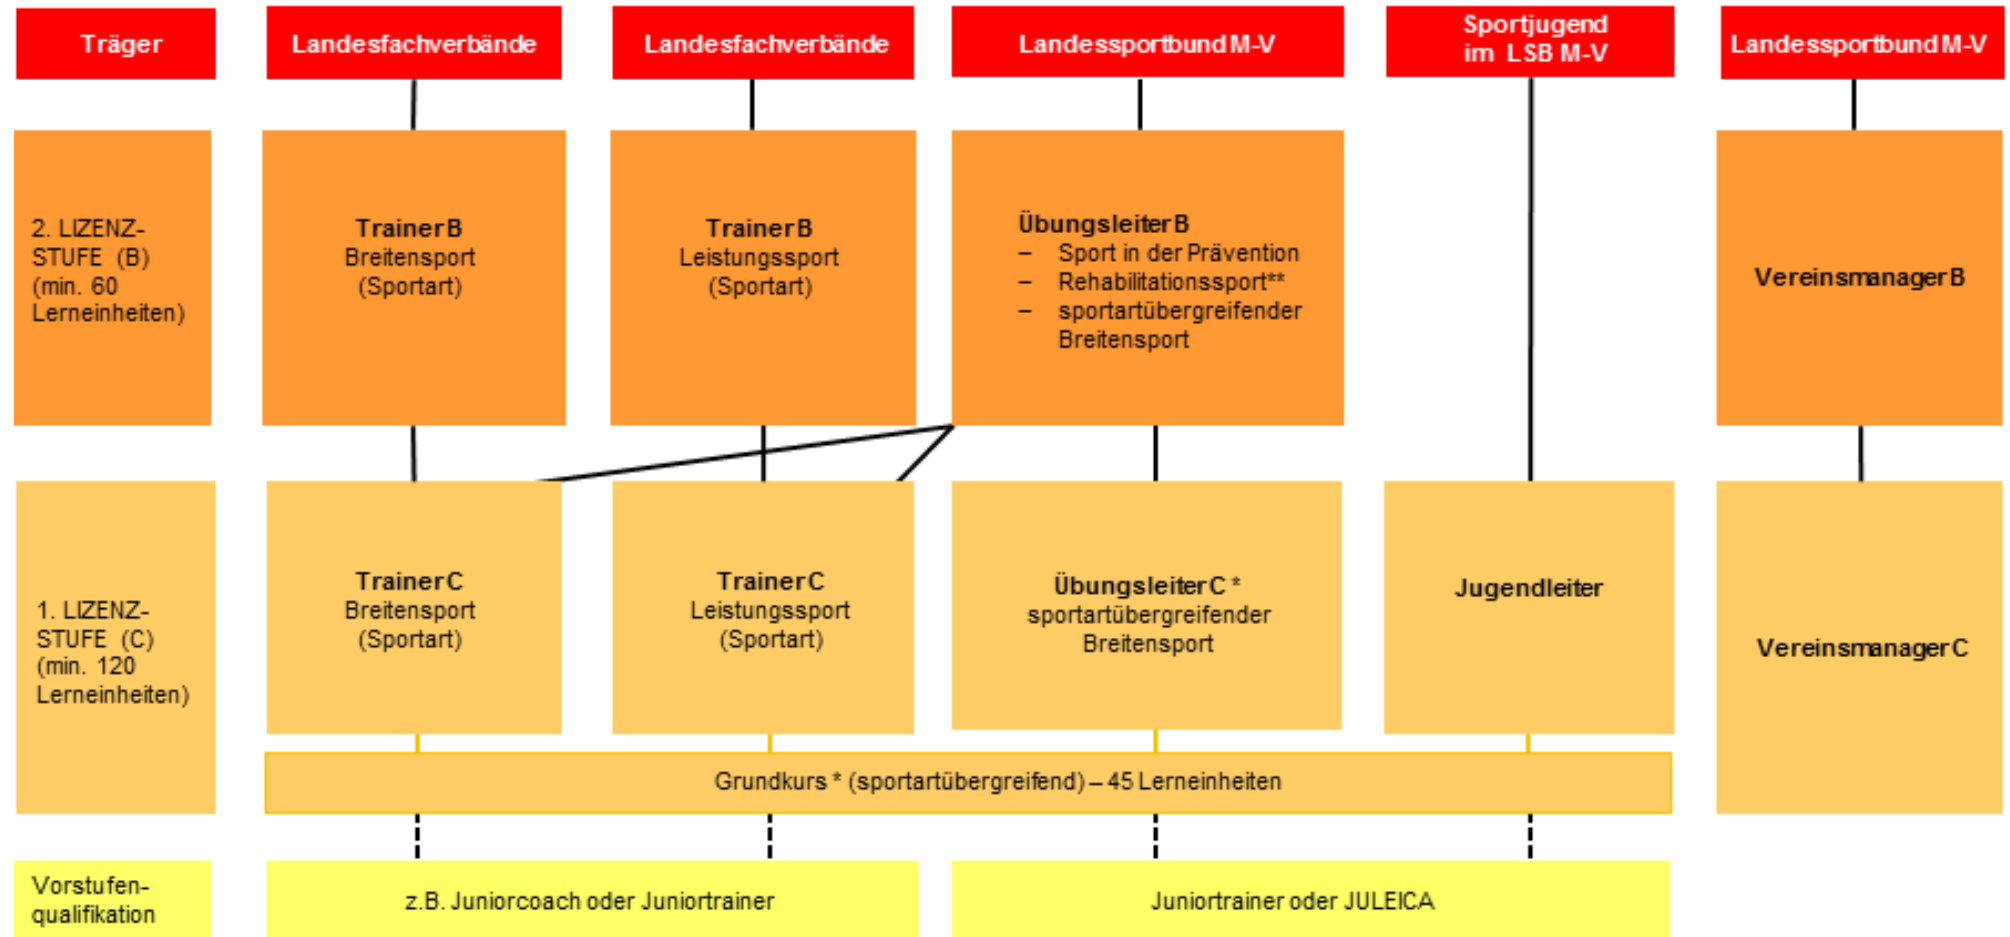 Träger
Landesfachverbände
Landesfachverbände
Landessportbund M-V
Sportjugend
im LSB M-V
Landessportbund M-V
2. LIZENZ-
STUFE (B)
(min. 60
Lerneinheiten)
Trainer B
Breitensport
(Sportart)
Trainer B
Leistungssport
(Sportart)
Übungsleiter B
– Sport in der Prävention
– Rehabilitationssport**
– sportartübergreifender
Breitensport
Vereinsmanager B
1. LIZENZ-
STUFE (C)
(min. 120
Lerneinheiten)
Trainer C
Breitensport
(Sportart)
Trainer C
Leistungssport
(Sportart)
Übungsleiter C *
sportartübergreifender
Breitensport
Jugendleiter
Vereinsmanager C
Grundkurs * (sportartübergreifend) – 45 Lerneinheiten
Vorstufen-
qualifikation
z.B. Juniorcoach oder Juniortrainer
Juniortrainer oder JULEICA